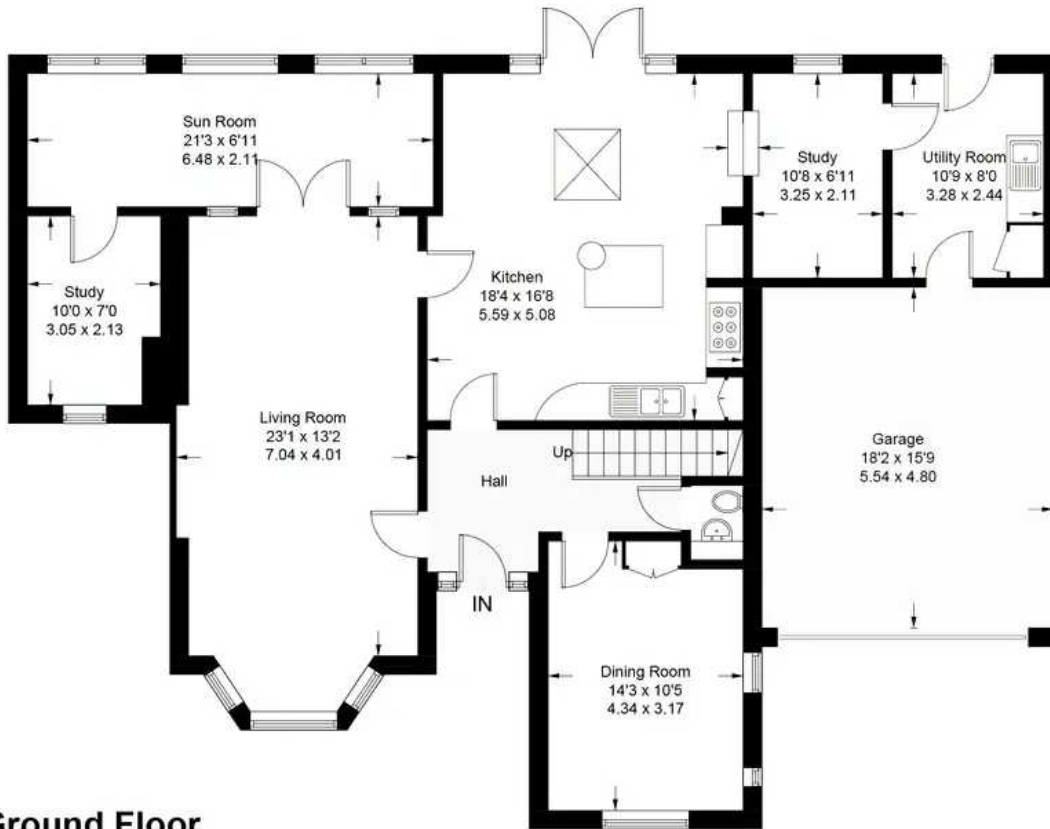 Sun Room
21'3 x 6'11
6.48 x 2.11
Study
10'8 x 6'11
3.25 x 2.11
Utility Room
10'9 x 8'0
3.28 x 2.44
Study
10'0 x 7'0
3.05 x 2.13
Kitchen
18'4 x 16'8
5.59 x 5.08
Living Room
23'1 x 13'2
7.04 x 4.01
Garage
18'2 x 15'9
5.54 x 4.80
Up
Hall
IN
Dining Room
14'3 x 10'5
4.34 x 3.17
Ground Floor